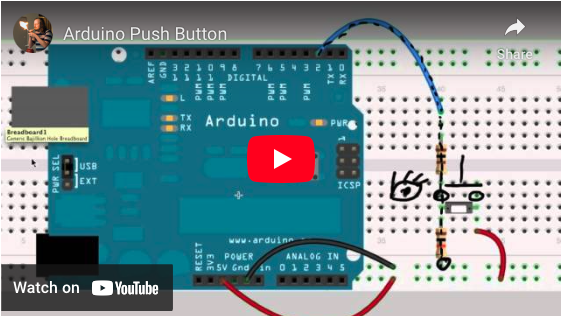 Arduino Push Button
Share
AREF
GND
13
12
11
10
9
8
7
6
5
4
3
2
1
0
TX
RX
PWM
PWM
PWM
PWM
PWM
PWM
DIGITAL
L
TX
RX
Arduino
PWR
1
ICSP
Breadboard1
Generic Bajillion Hole Breadboard
PWR SEL
USB
EXT
www.arduino
RESET
3V3
5V
Gnd
POWER
ANALOG IN
0 1 2 3 4 5
Watch on YouTube